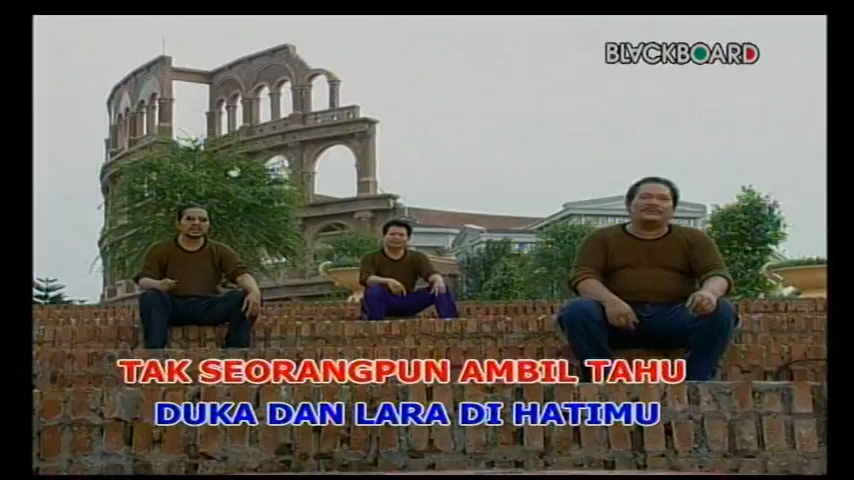 BLACKBOARD
TAK SEORANGPUN AMBIL TAHU
DUKA DAN LARA DI HATIMU